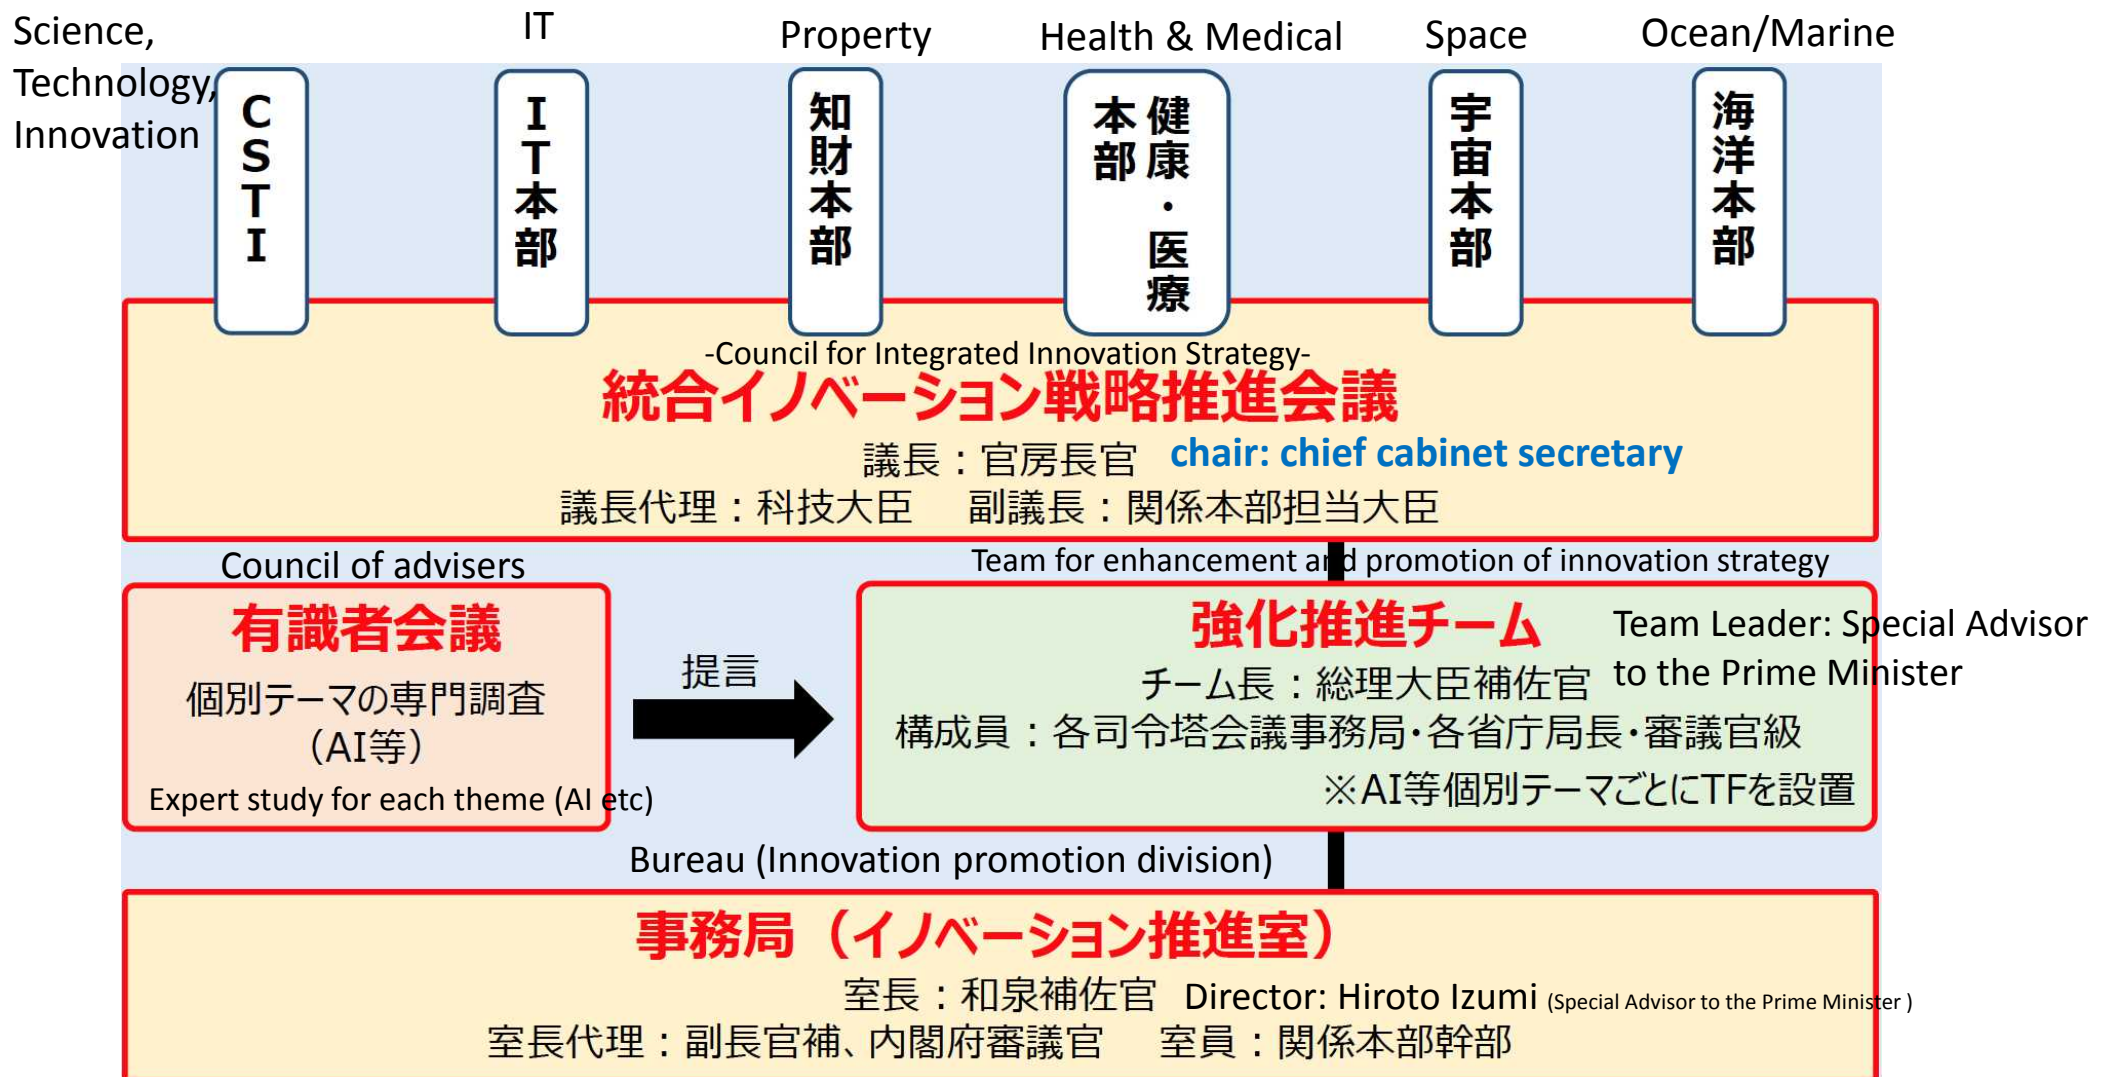 Science,
Technology,
Innovation
IT
Property
Health & Medical
Space
Ocean/Marine
CSTI
IT本部
知財本部
健康・医療
本部
宇宙本部
海洋本部
-Council for Integrated Innovation Strategy-
統合イノベーション戦略推進会議
議長：官房長官 chair: chief cabinet secretary
議長代理：科技大臣 副議長：関係本部担当大臣
Council of advisers
有識者会議
個別テーマの専門調査
（AI等）
Expert study for each theme (AI etc)
提言
Team for enhancement and promotion of innovation strategy
強化推進チーム
Team Leader: Special Advisor
to the Prime Minister
チーム長：総理大臣補佐官
構成員：各司令塔会議事務局・各省庁局長・審議官級
※AI等個別テーマごとにTFを設置
Bureau (Innovation promotion division)
事務局（イノベーション推進室）
室長：和泉補佐官 Director: Hiroto Izumi (Special Advisor to the Prime Minister )
室長代理：副長官補、内閣府審議官 室員：関係本部幹部